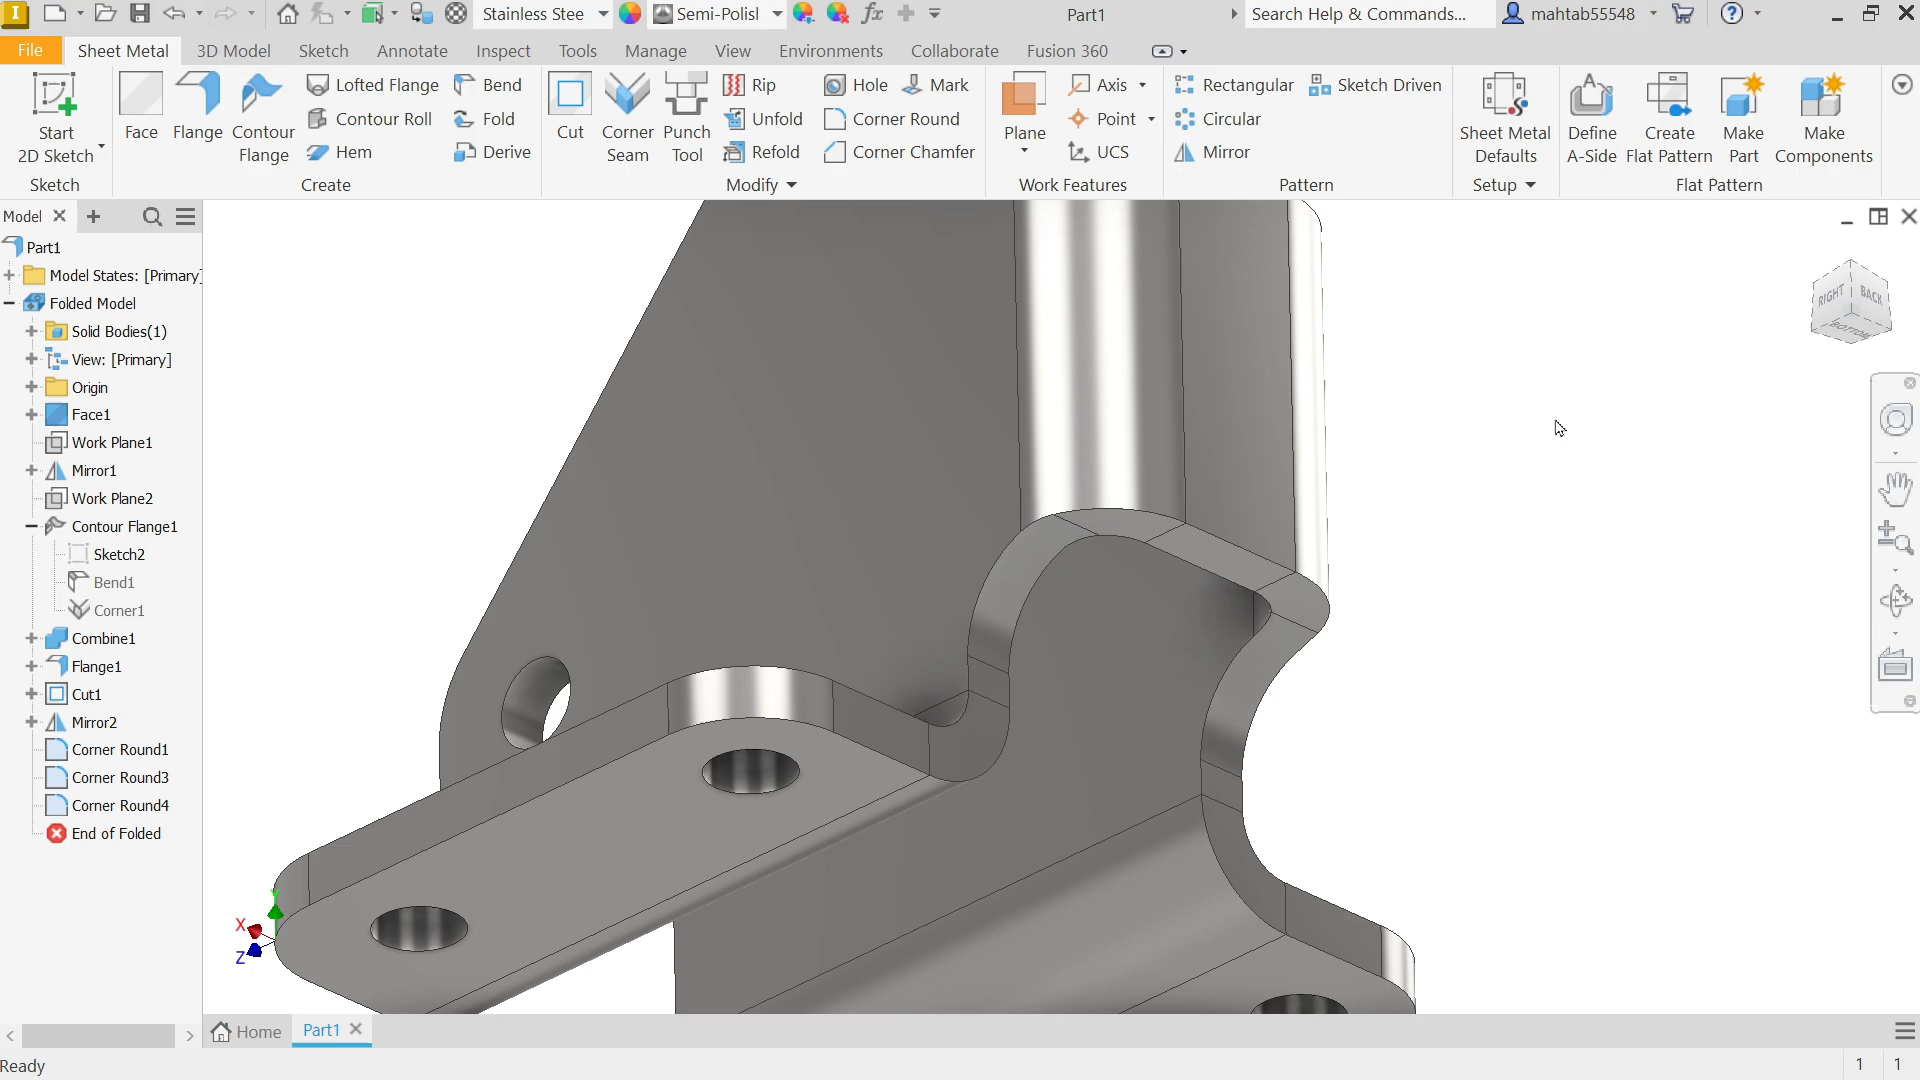 Stainless Stee
Semi-Polisl
fx
Part1
Search Help & Commands...
mahtab55548
File
Sheet Metal
3D Model
Sketch
Annotate
Inspect
Tools
Manage
View
Environments
Collaborate
Fusion 360
Start
2D Sketch
Sketch
Face
Flange
Contour
Flange
Lofted Flange
Contour Roll
Hem
Bend
Fold
Derive
Create
Cut
Corner
Seam
Punch
Tool
Rip
Unfold
Refold
Hole
Mark
Corner Round
Corner Chamfer
Modify
Plane
Axis
Point
UCS
Work Features
Rectangular
Sketch Driven
Circular
Mirror
Pattern
Sheet Metal
Defaults
Setup
Define
A-Side
Create
Flat Pattern
Make
Part
Make
Components
Flat Pattern
Model
Part1
Model States: [Primary]
Folded Model
Solid Bodies(1)
View: [Primary]
Origin
Face1
Work Plane1
Mirror1
Work Plane2
Contour Flange1
Sketch2
Bend1
Corner1
Combine1
Flange1
Cut1
Mirror2
Corner Round1
Corner Round3
Corner Round4
End of Folded
RIGHT
BACK
BOTTOM
X
Y
Z
Home
Part1
Ready
1
1